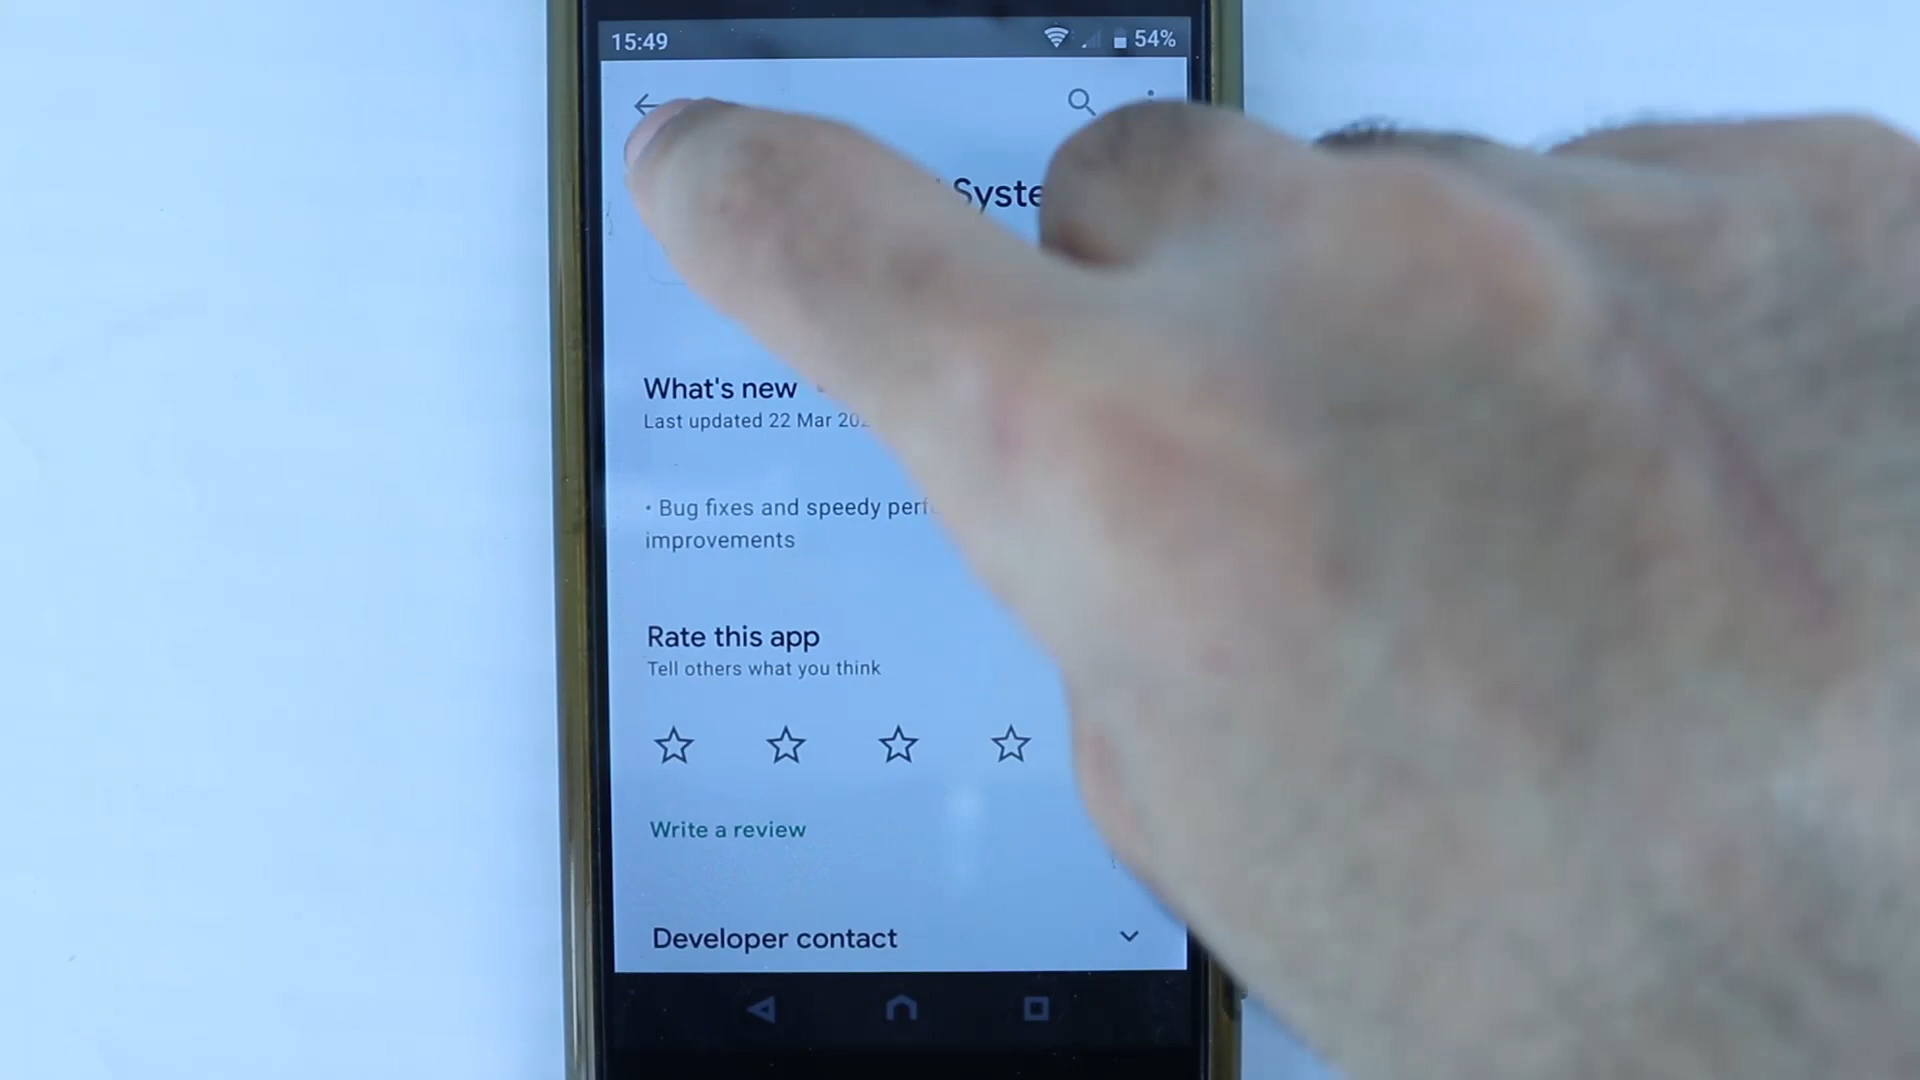 15:49
54%
Syste
What's new
Last updated 22 Mar 202
• Bug fixes and speedy perf
improvements
Rate this app
Tell others what you think
Write a review
Developer contact